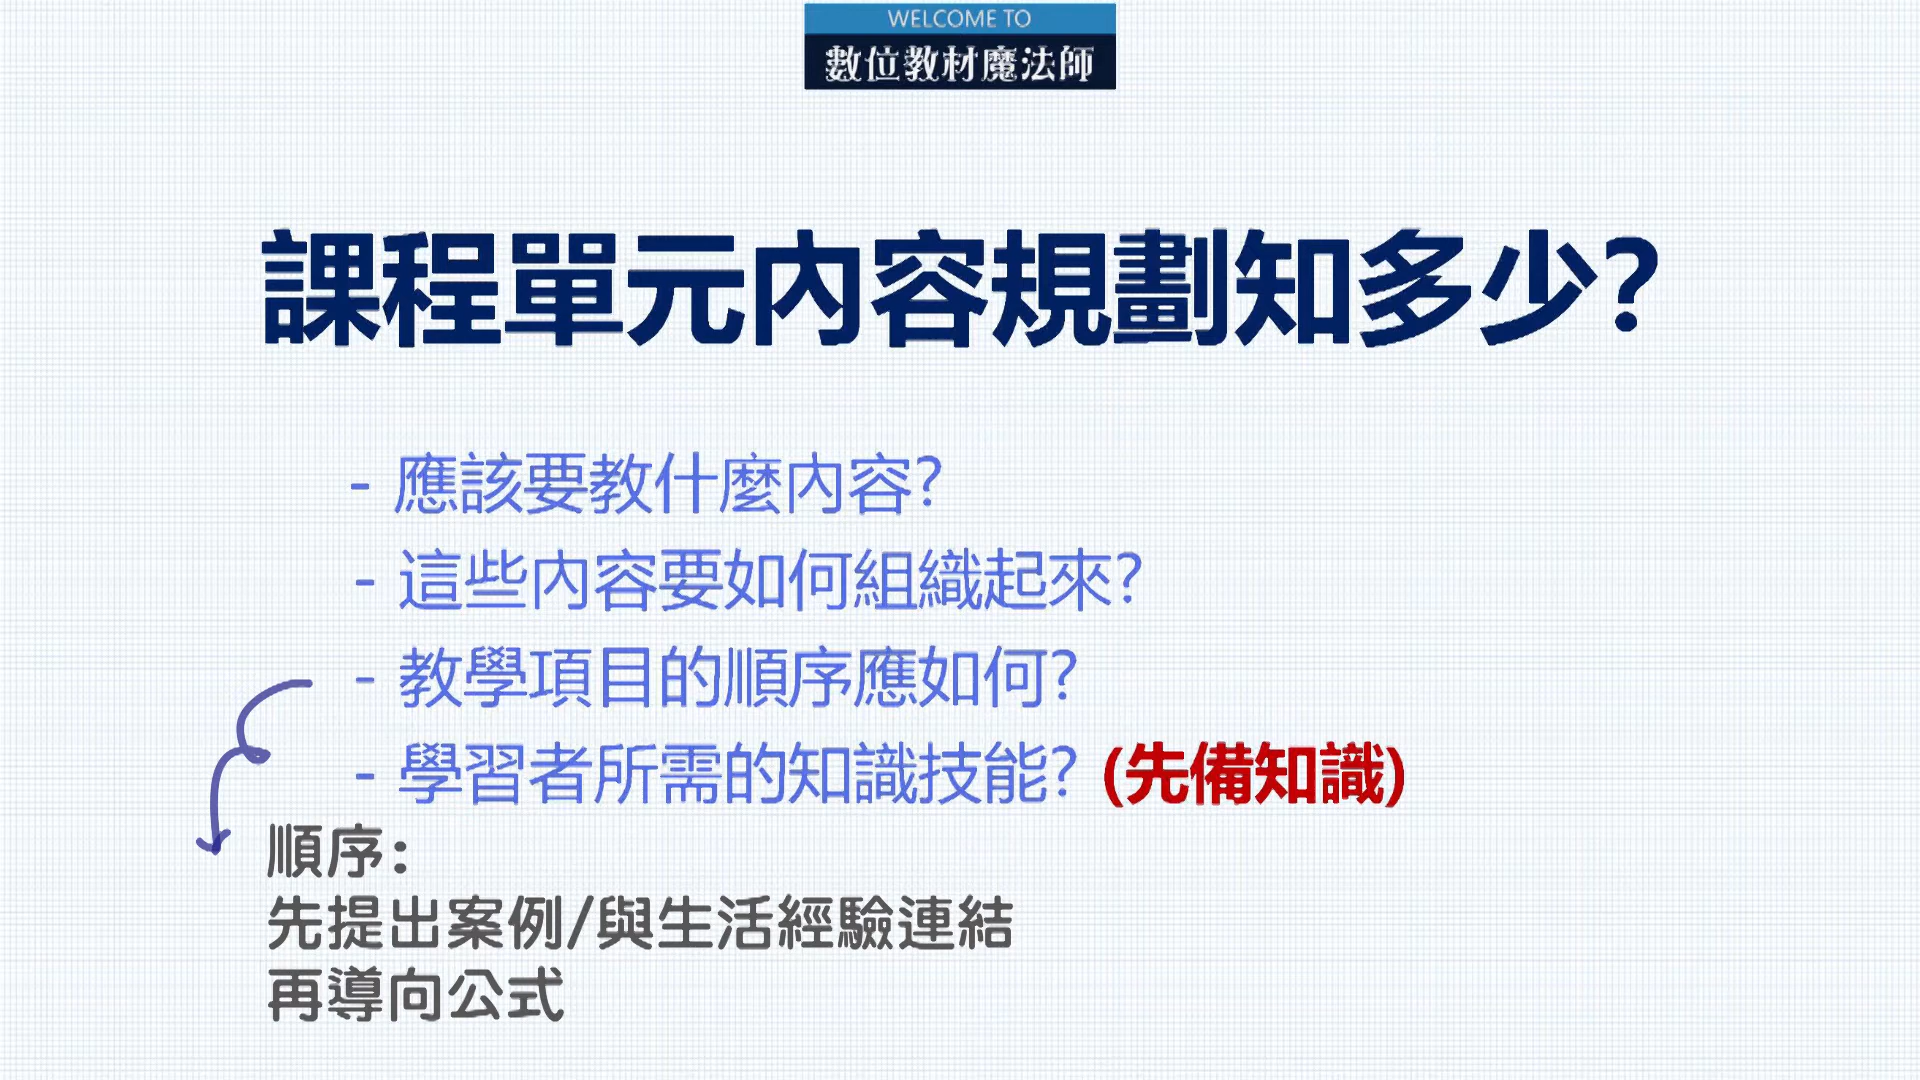 WELCOME TO
數位教材魔法師
課程單元內容規劃知多少?
- 應該要教什麼內容?
- 這些內容要如何組織起來?
- 教學項目的順序應如何?
- 學習者所需的知識技能? (先備知識)
順序:
先提出案例/與生活經驗連結
再導向公式